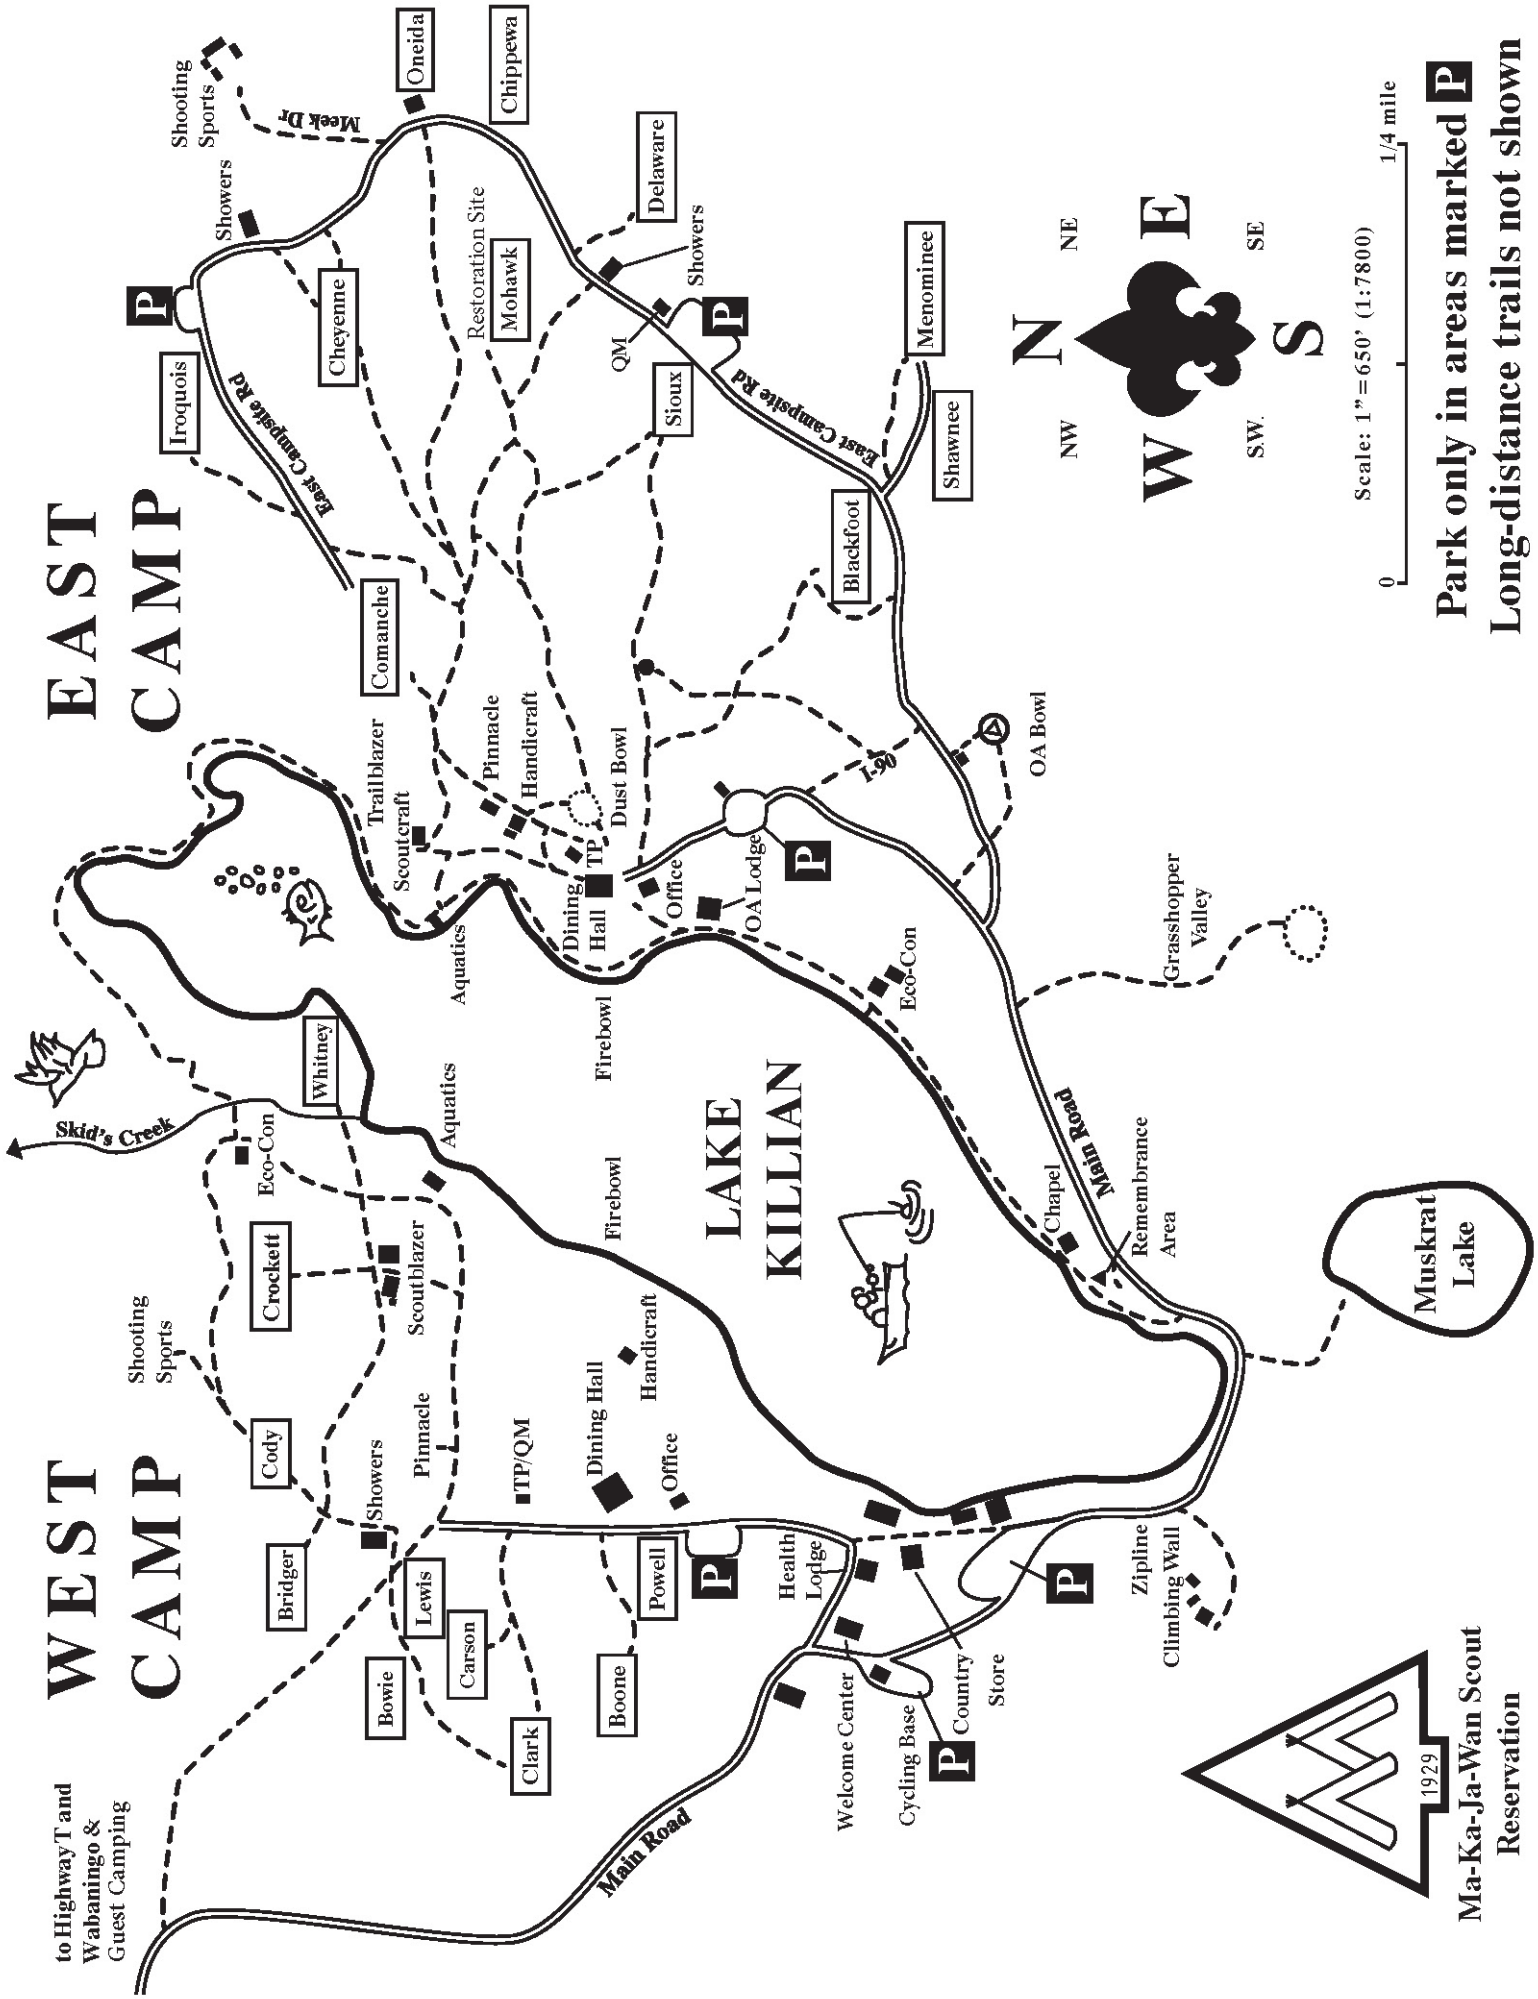 WEST
CAMP
EAST
CAMP
to Highway T and
Wabaningo &
Guest Camping
Skid's Creek
Shooting
Sports
Cody
Bridger
Showers
Crockett
Eco-Con
Whitney
Scoutblazer
Pinnacle
Aquatics
Lewis
Bowie
Carson
Clark
TP/QM
Dining Hall
Handicraft
Firebowl
Boone
Powell
Office
P
Health
Lodge
Main Road
Welcome Center
Cycling Base
P
Country
Store
P
Zipline
Climbing Wall
LAKE
KILLIAN
Shooting
Sports
Meek Dr
Showers
P
Iroquois
East Campsite Rd
Cheyenne
Oneida
Chippewa
Comanche
Trailblazer
Scoutcraft
Restoration Site
Mohawk
Pinnacle
Handicraft
Aquatics
Dining
Hall
TP
Dust Bowl
Firebowl
Delaware
Showers
QM
P
Sioux
Office
OA Lodge
P
East Campsite Rd
Blackfoot
Menominee
Shawnee
I-90
OA Bowl
Eco-Con
Main Road
Chapel
Remembrance
Area
Grasshopper
Valley
Muskrat
Lake
N
NW
NE
W
E
S.W.
SE
S
Scale: 1”=650’ (1:7800)
0
1/4 mile
Park only in areas marked P
Long-distance trails not shown
1929
Ma-Ka-Ja-Wan Scout
Reservation